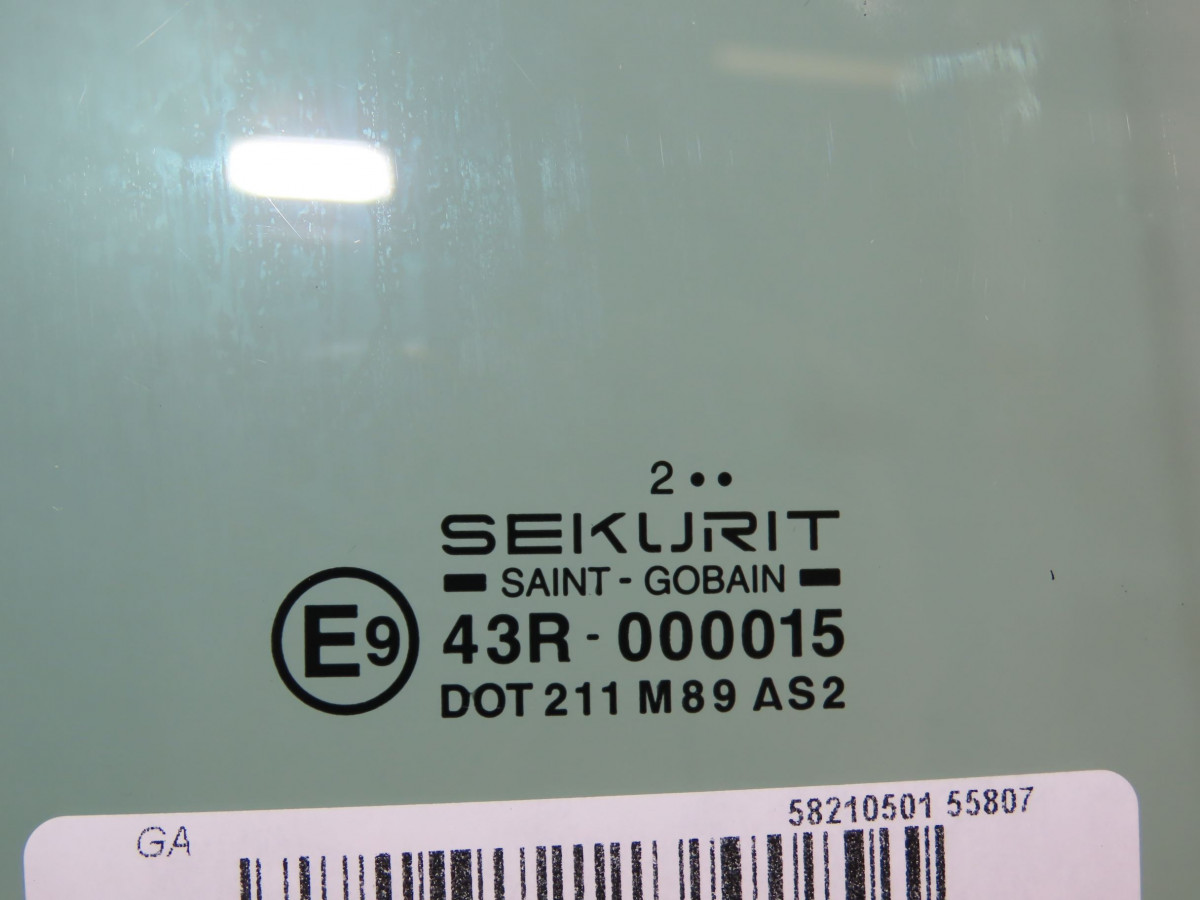 2 ••
SEKURIT
SAINT - GOBAIN
E9
43R - 000015
DOT 211 M89 AS2
58210501 55807
GA